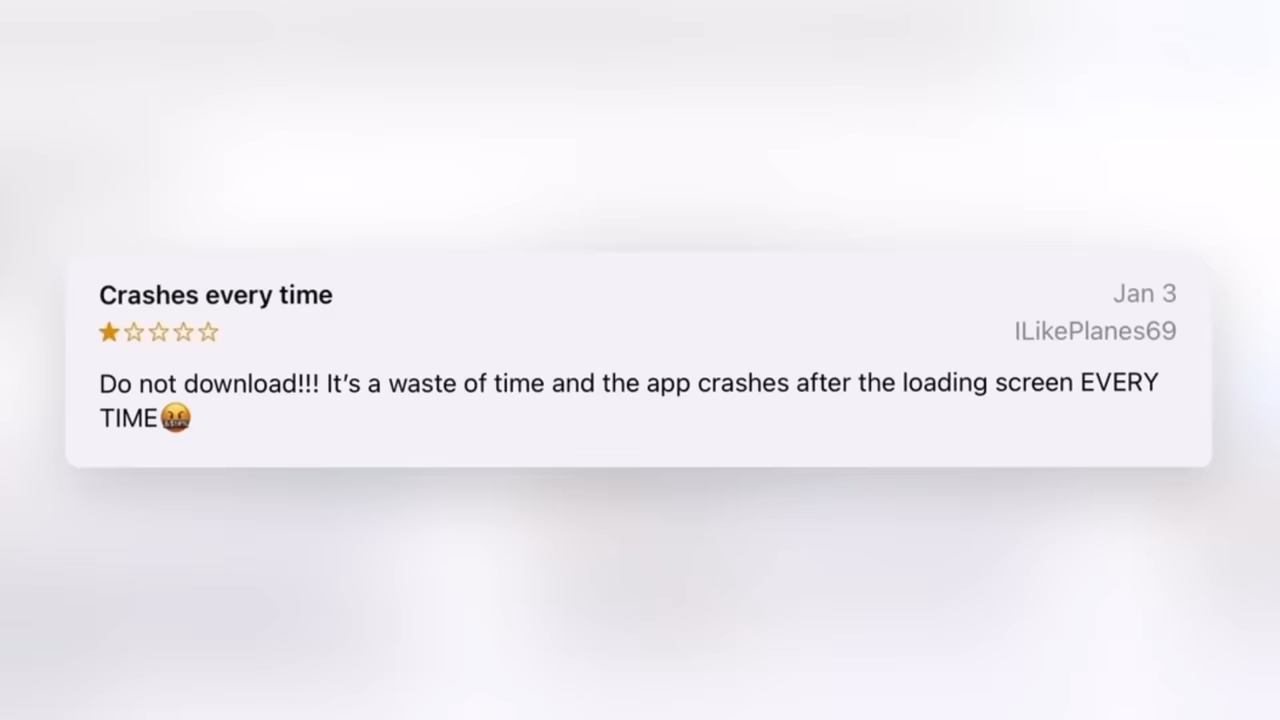 Crashes every time
Jan 3
ILikePlanes69
Do not download!!! It’s a waste of time and the app crashes after the loading screen EVERY
TIME🤬